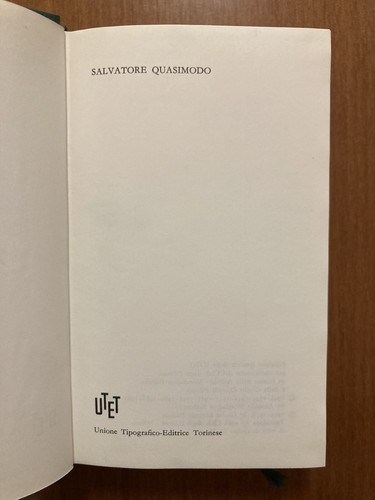 SALVATORE QUASIMODO
UTET
Unione Tipografico-Editrice Torinese